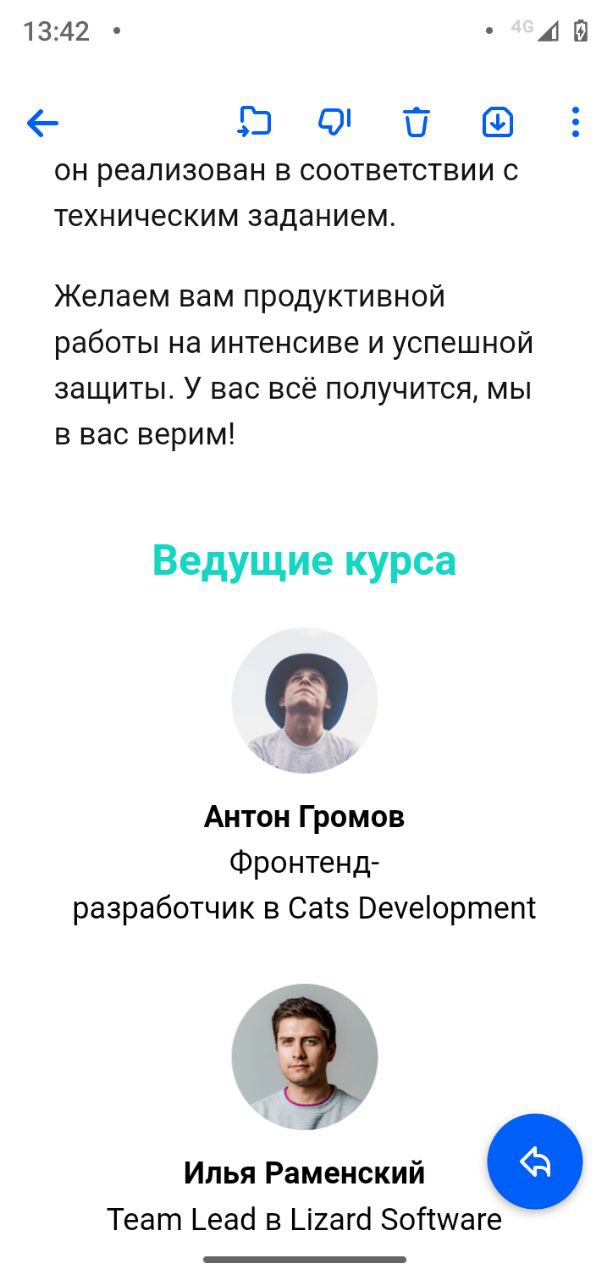 13:42
4G
он реализован в соответствии с
техническим заданием.
Желаем вам продуктивной
работы на интенсиве и успешной
защиты. У вас всё получится, мы
в вас верим!
Ведущие курса
Антон Громов
Фронтенд-
разработчик в Cats Development
Илья Раменский
Team Lead в Lizard Software